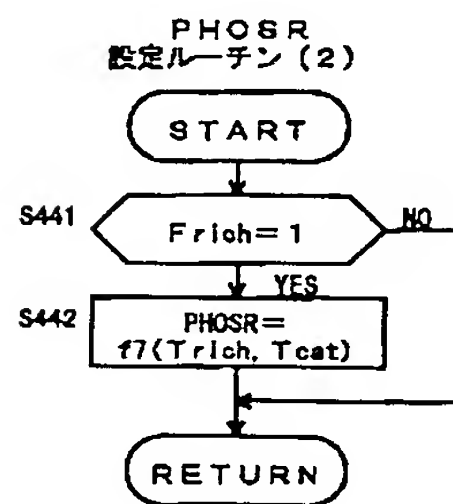 PHOSR
設定ルーチン(2)
START
S441
Frich=1
NO
YES
S442
PHOSR=
f7(Trich, Tcat)
RETURN